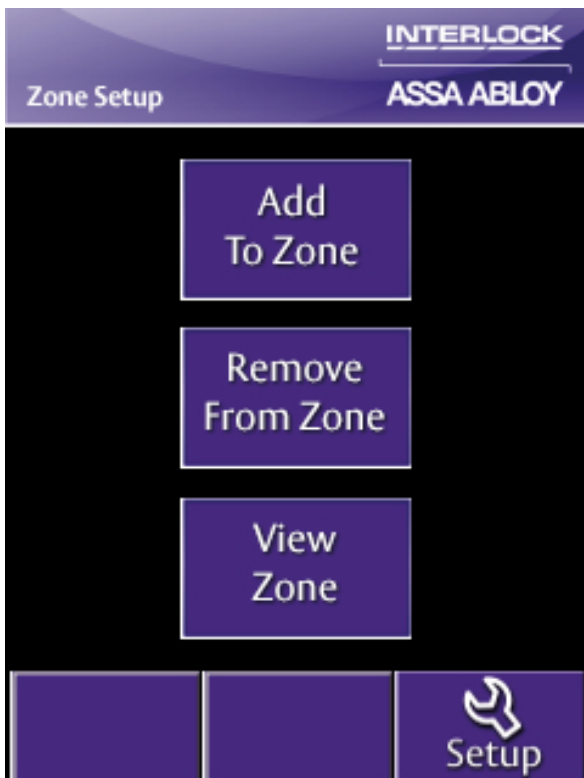 INTERLOCK
Zone Setup
ASSA ABLOY
Add
To Zone
Remove
From Zone
View
Zone
Setup